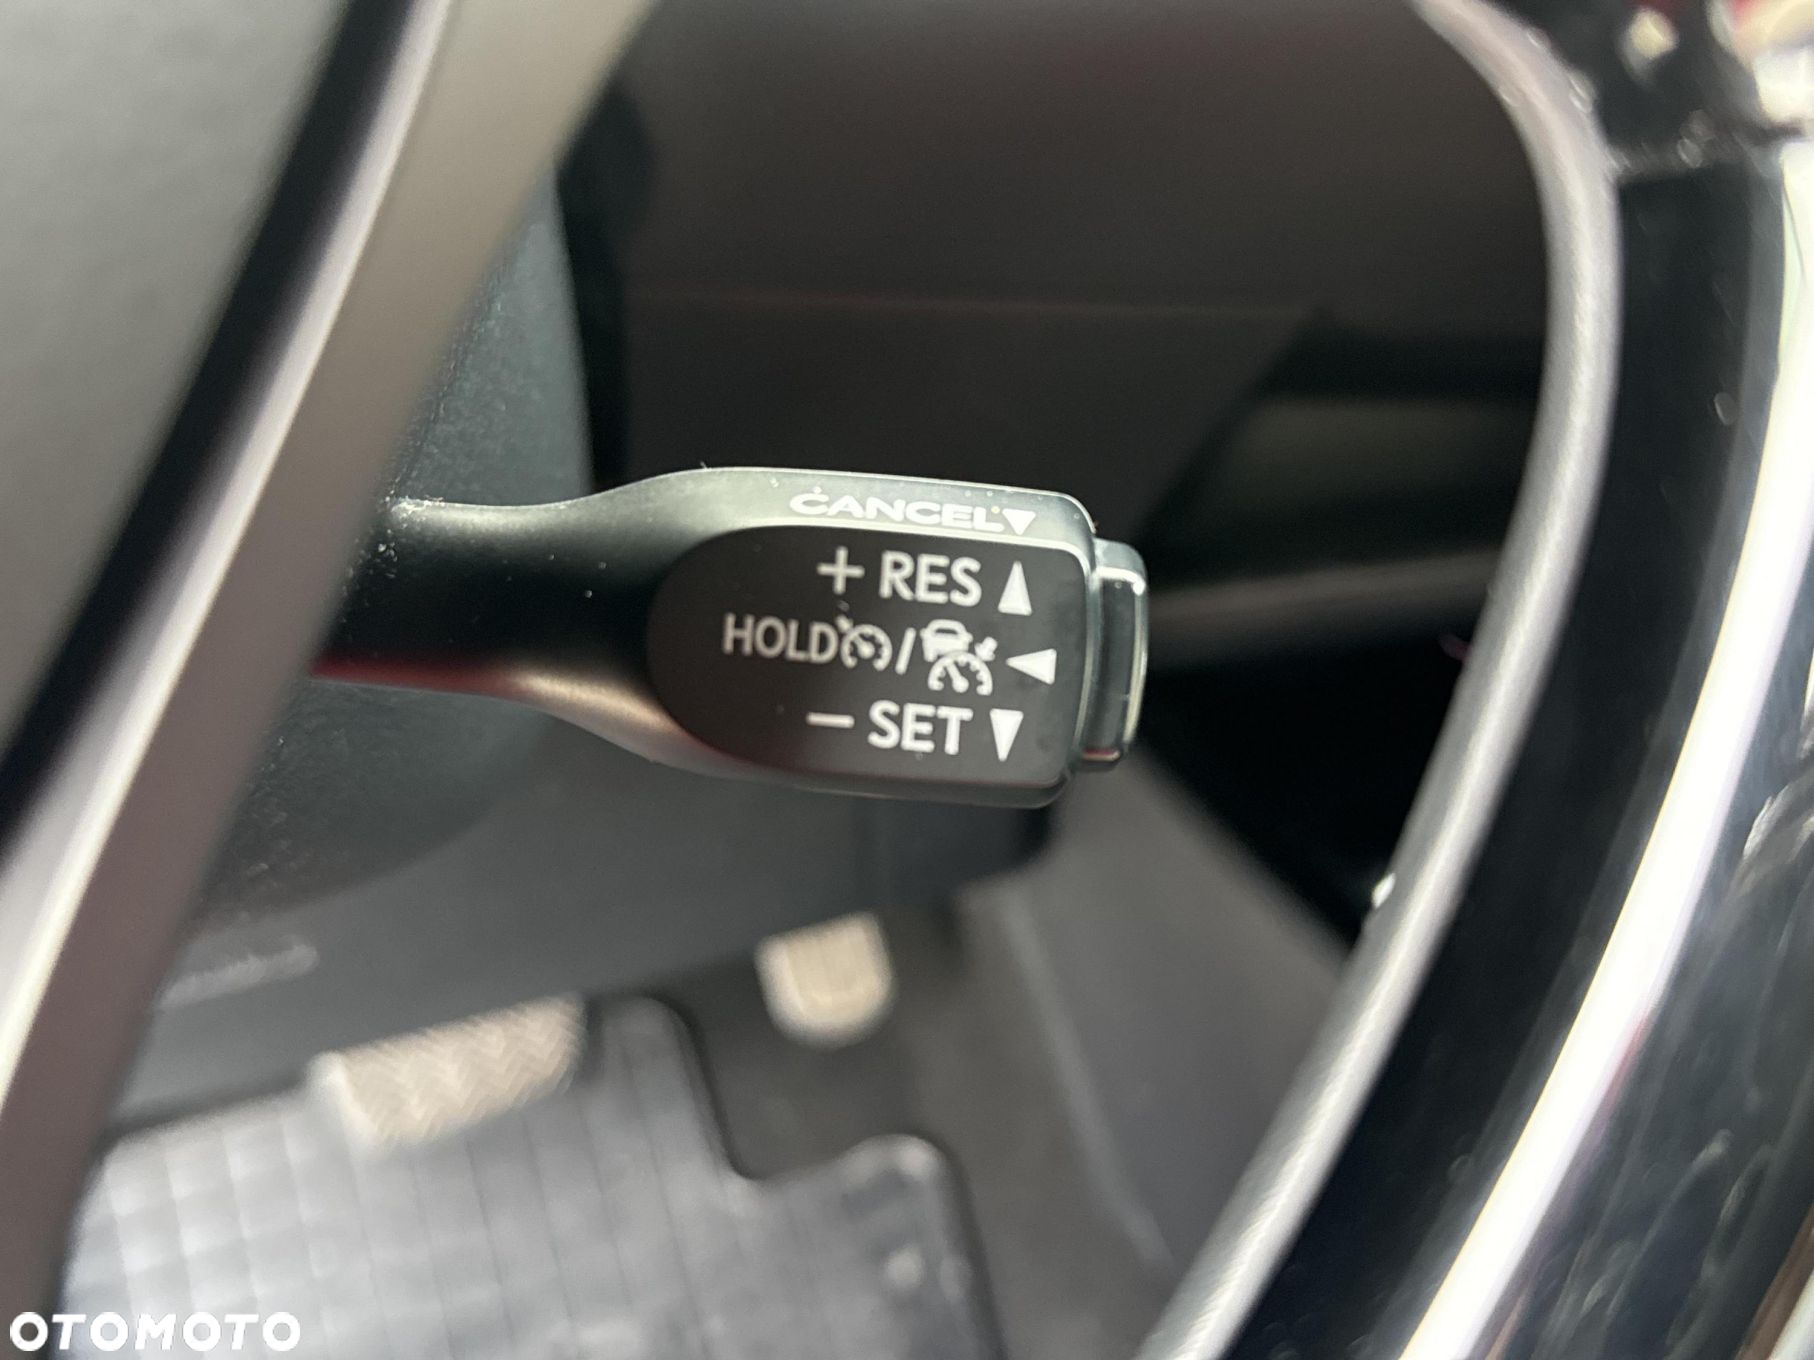 CANCEL
+ RES
HOLD /
− SET
OTOMOTO